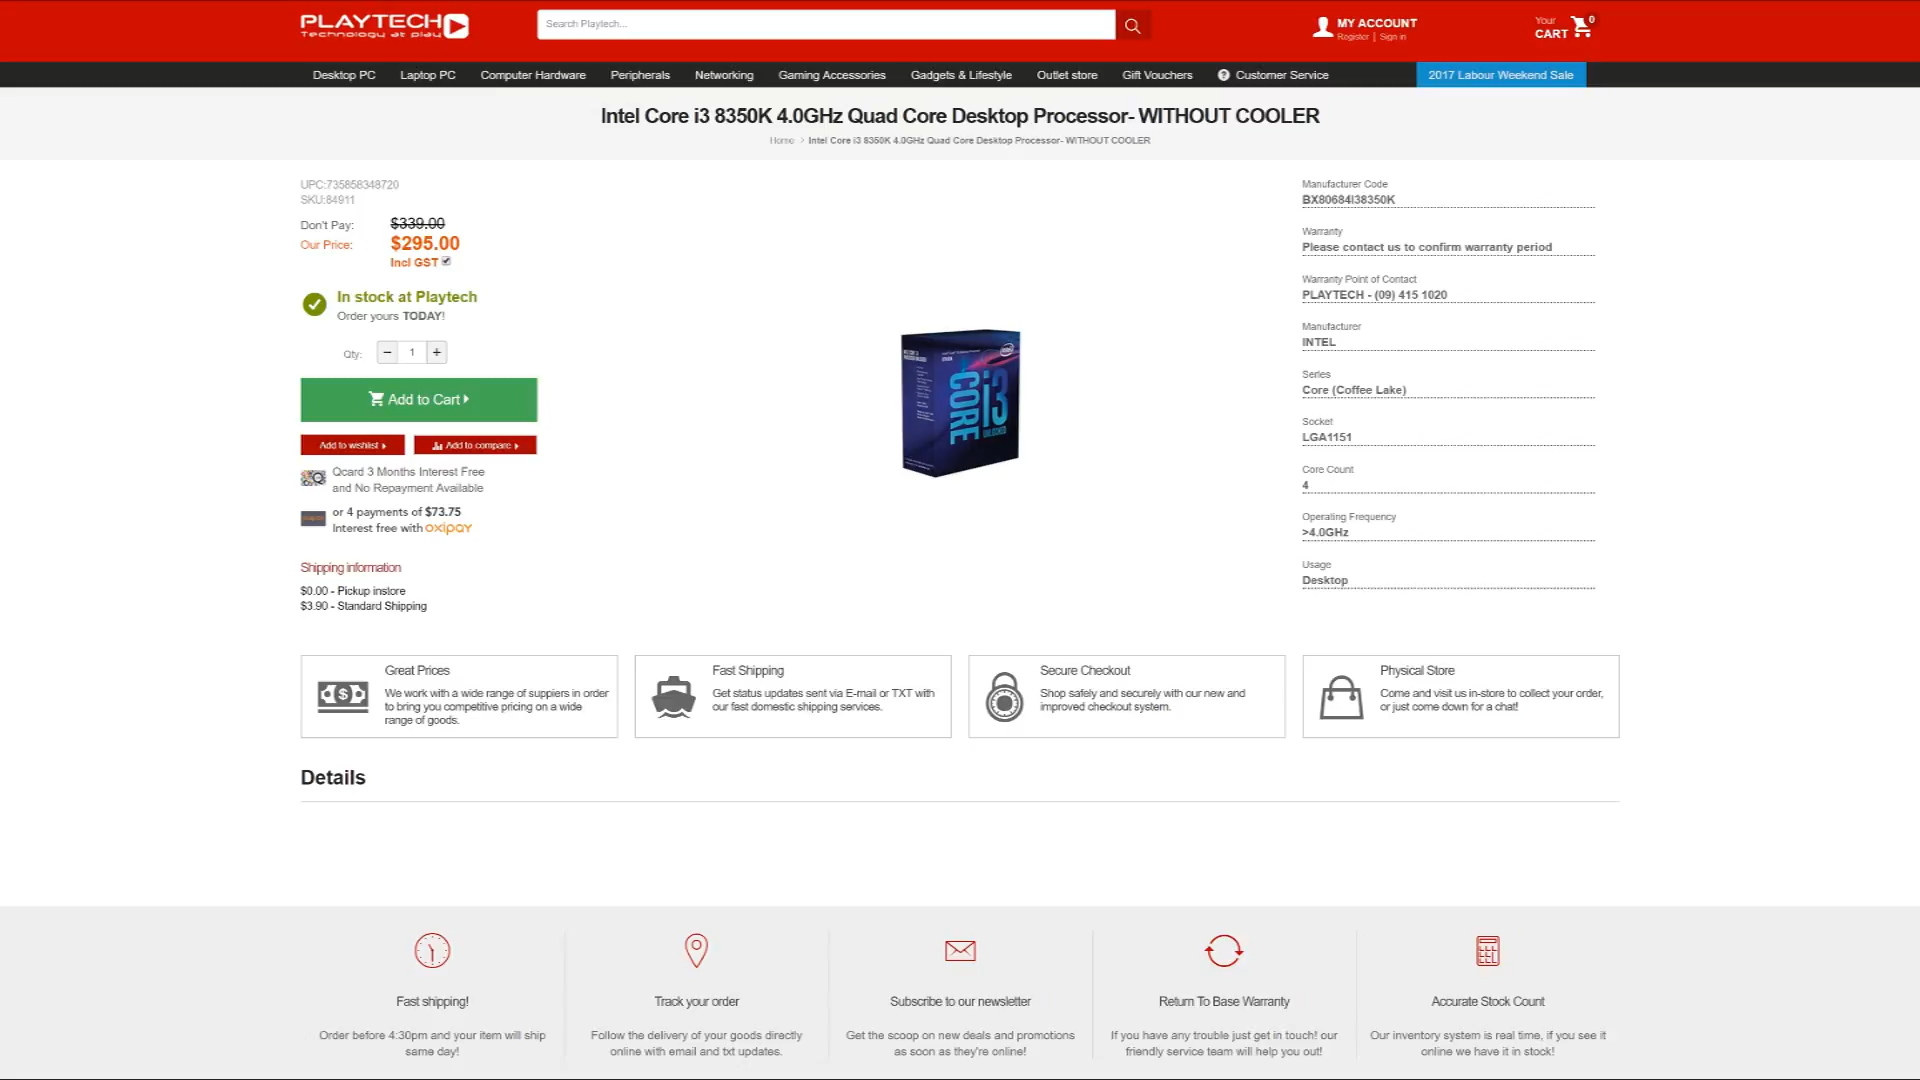 PLAYTECH
Technology at play
Search Playtech...
MY ACCOUNT
Register | Sign in
Your
CART
0
Desktop PC
Laptop PC
Computer Hardware
Peripherals
Networking
Gaming Accessories
Gadgets & Lifestyle
Outlet store
Gift Vouchers
Customer Service
2017 Labour Weekend Sale
Intel Core i3 8350K 4.0GHz Quad Core Desktop Processor- WITHOUT COOLER
Home > Intel Core i3 8350K 4.0GHz Quad Core Desktop Processor- WITHOUT COOLER
UPC:735858348720
SKU:84911
Don't Pay: $339.00
Our Price: $295.00
Incl GST
In stock at Playtech
Order yours TODAY!
Qty: − 1 +
Add to Cart
Add to wishlist
Add to compare
Qcard 3 Months Interest Free
and No Repayment Available
or 4 payments of $73.75
Interest free with oxipay
Shipping information
$0.00 - Pickup instore
$3.90 - Standard Shipping
intel
CORE i3
UNLOCKED
Manufacturer Code
BX80684I38350K
Warranty
Please contact us to confirm warranty period
Warranty Point of Contact
PLAYTECH - (09) 415 1020
Manufacturer
INTEL
Series
Core (Coffee Lake)
Socket
LGA1151
Core Count
4
Operating Frequency
>4.0GHz
Usage
Desktop
Great Prices
We work with a wide range of suppiers in order
to bring you competitive pricing on a wide
range of goods.
Fast Shipping
Get status updates sent via E-mail or TXT with
our fast domestic shipping services.
Secure Checkout
Shop safely and securely with our new and
improved checkout system.
Physical Store
Come and visit us in-store to collect your order,
or just come down for a chat!
Details
Fast shipping!
Order before 4:30pm and your item will ship
same day!
Track your order
Follow the delivery of your goods directly
online with email and txt updates.
Subscribe to our newsletter
Get the scoop on new deals and promotions
as soon as they're online!
Return To Base Warranty
If you have any trouble just get in touch! our
friendly service team will help you out!
Accurate Stock Count
Our inventory system is real time, if you see it
online we have it in stock!